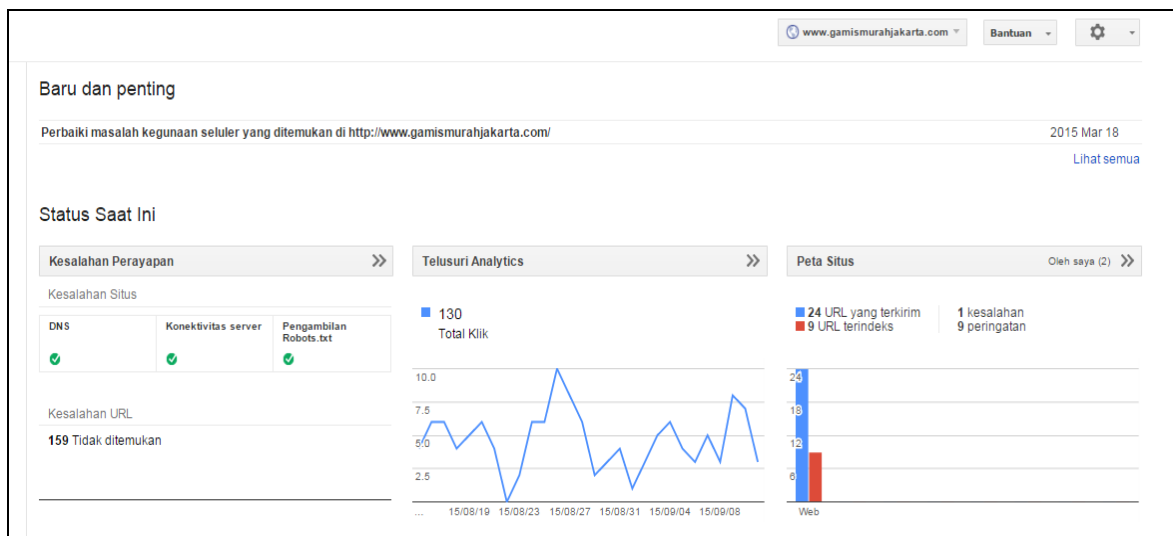 www.gamismurahjakarta.com
Bantuan
Baru dan penting
Perbaiki masalah kegunaan seluler yang ditemukan di http://www.gamismurahjakarta.com/ 2015 Mar 18
Lihat semua
Status Saat Ini
Kesalahan Perayapan
Kesalahan Situs
DNS
Konektivitas server
Pengambilan
Robots.txt
Kesalahan URL
159 Tidak ditemukan
Telusuri Analytics
130
Total Klik
10.0
7.5
5.0
2.5
... 15/08/19 15/08/23 15/08/27 15/08/31 15/09/04 15/09/08
Peta Situs Oleh saya (2)
24 URL yang terkirim
9 URL terindeks
1 kesalahan
9 peringatan
24
18
12
6
Web